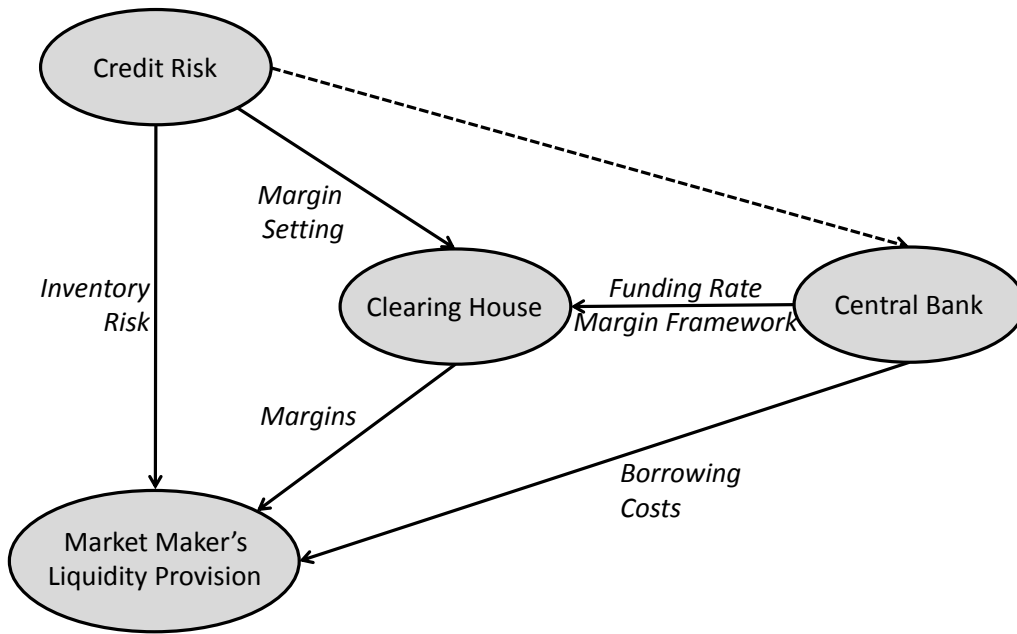 Credit Risk
Margin
Setting
Inventory
Risk
Clearing House
Funding Rate
Margin Framework
Central Bank
Margins
Borrowing
Costs
Market Maker’s
Liquidity Provision